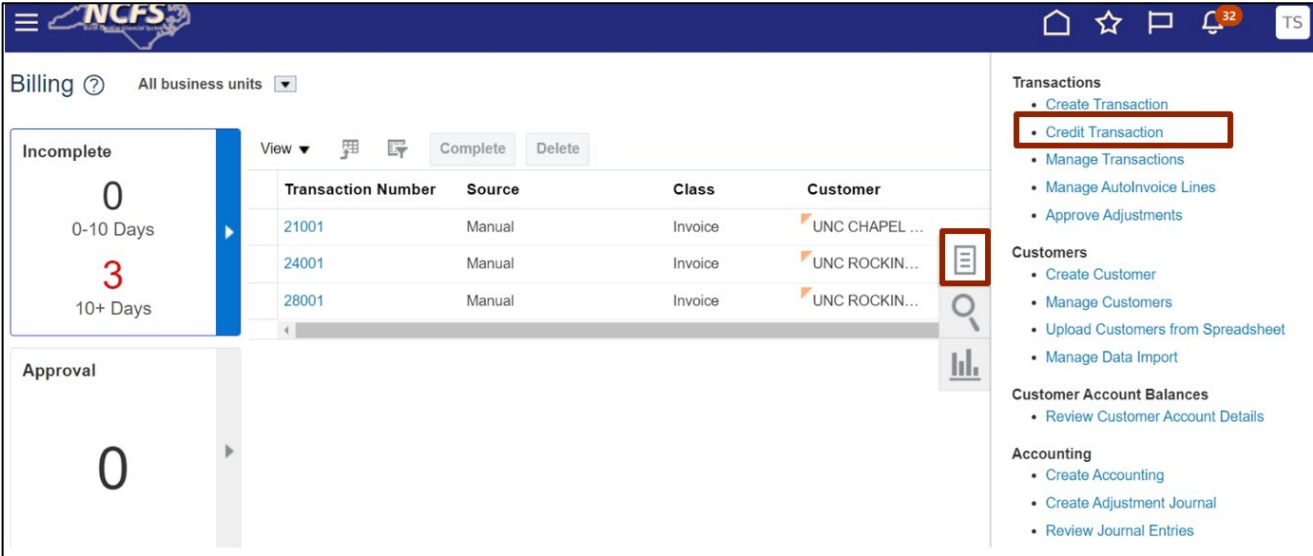 NCFS
32
TS
Billing
All business units
Incomplete
0
0-10 Days
3
10+ Days
Approval
0
View
Complete
Delete
Transaction Number Source Class Customer
21001 Manual Invoice UNC CHAPEL ...
24001 Manual Invoice UNC ROCKIN...
28001 Manual Invoice UNC ROCKIN...
Transactions
• Create Transaction
• Credit Transaction
• Manage Transactions
• Manage AutoInvoice Lines
• Approve Adjustments
Customers
• Create Customer
• Manage Customers
• Upload Customers from Spreadsheet
• Manage Data Import
Customer Account Balances
• Review Customer Account Details
Accounting
• Create Accounting
• Create Adjustment Journal
• Review Journal Entries